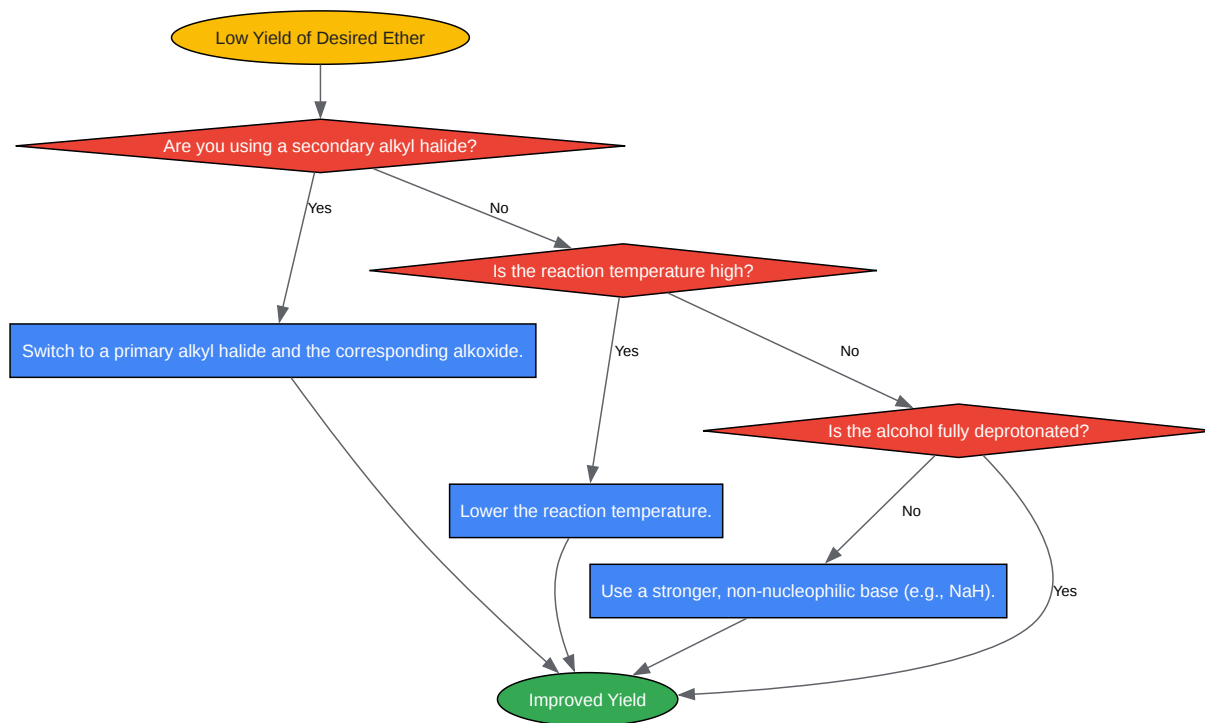 Low Yield of Desired Ether
Are you using a secondary alkyl halide?
Yes
No
Is the reaction temperature high?
Switch to a primary alkyl halide and the corresponding alkoxide.
Yes
No
Is the alcohol fully deprotonated?
Lower the reaction temperature.
No
Use a stronger, non-nucleophilic base (e.g., NaH).
Yes
Improved Yield